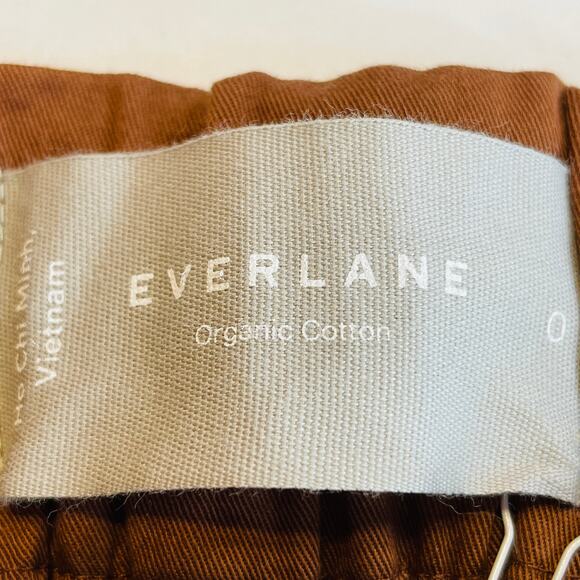 Ho Chi Minh,
Vietnam
EVERLANE
Organic Cotton
0